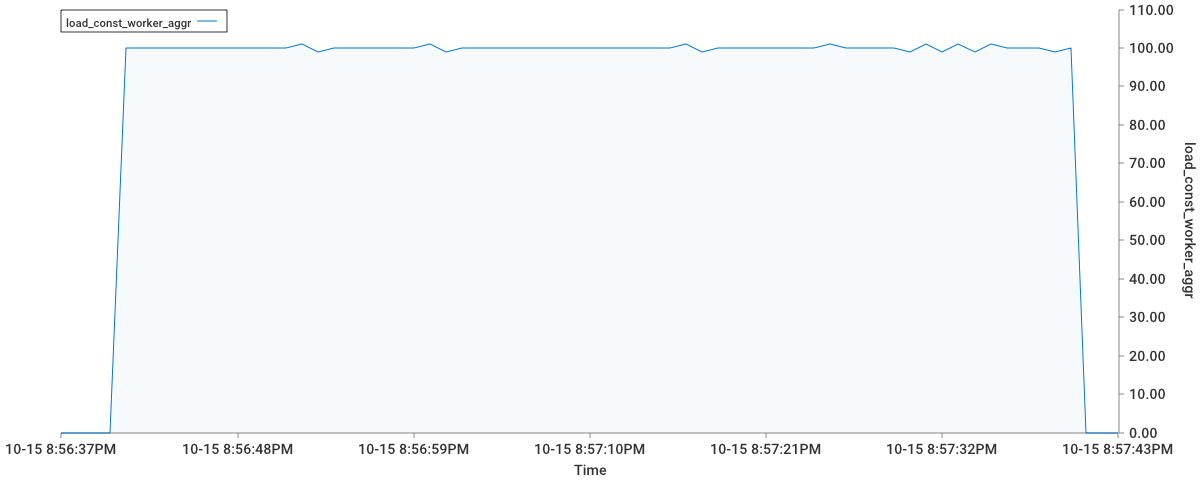 load_const_worker_aggr
110.00
100.00
90.00
80.00
70.00
60.00
50.00
40.00
30.00
20.00
10.00
0.00
load_const_worker_aggr
10-15 8:56:37PM
10-15 8:56:48PM
10-15 8:56:59PM
10-15 8:57:10PM
10-15 8:57:21PM
10-15 8:57:32PM
10-15 8:57:43PM
Time